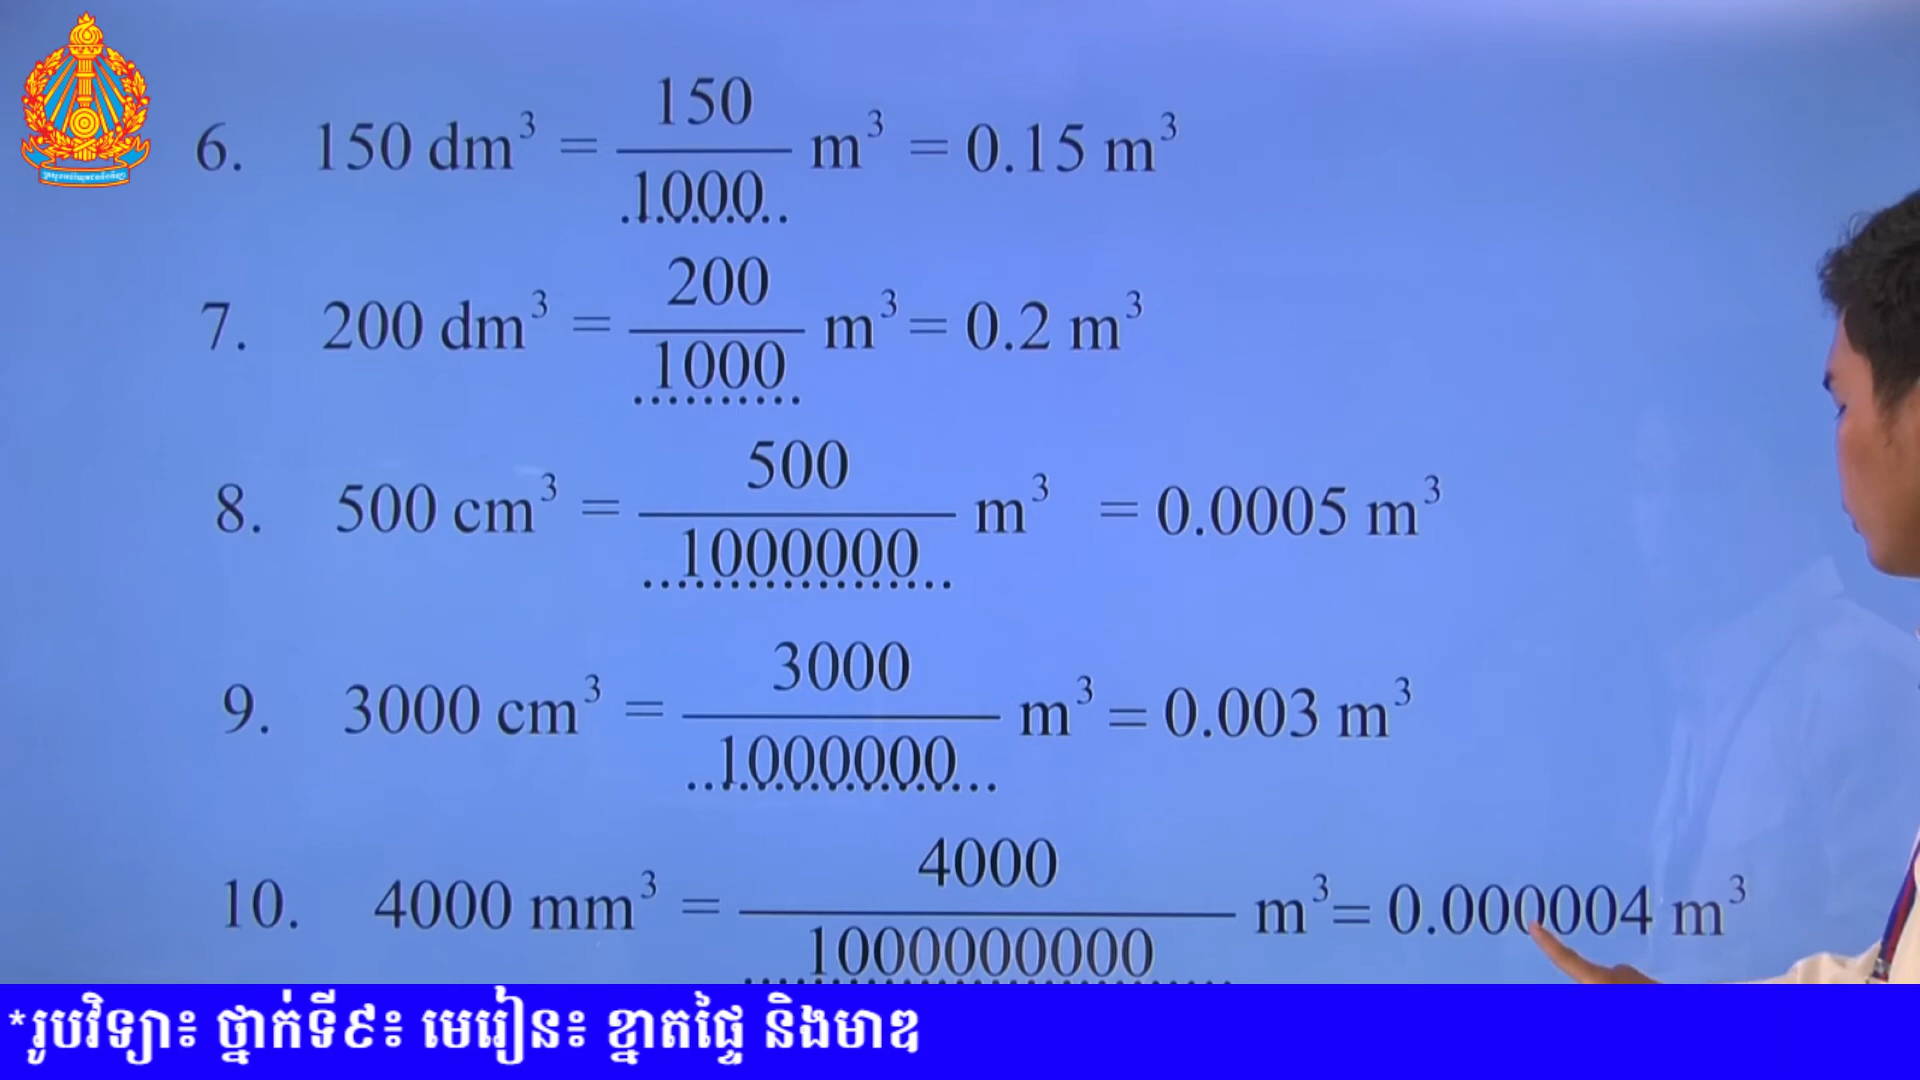 6. 150 dm³ = 150/1000 m³ = 0.15 m³
7. 200 dm³ = 200/1000 m³ = 0.2 m³
8. 500 cm³ = 500/1000000 m³ = 0.0005 m³
9. 3000 cm³ = 3000/1000000 m³ = 0.003 m³
10. 4000 mm³ = 4000/1000000000 m³ = 0.000004 m³
*រូបវិទ្យា៖ ថ្នាក់ទី៩៖ មេរៀន៖ ខ្នាតផ្ទៃ និងមាឌ